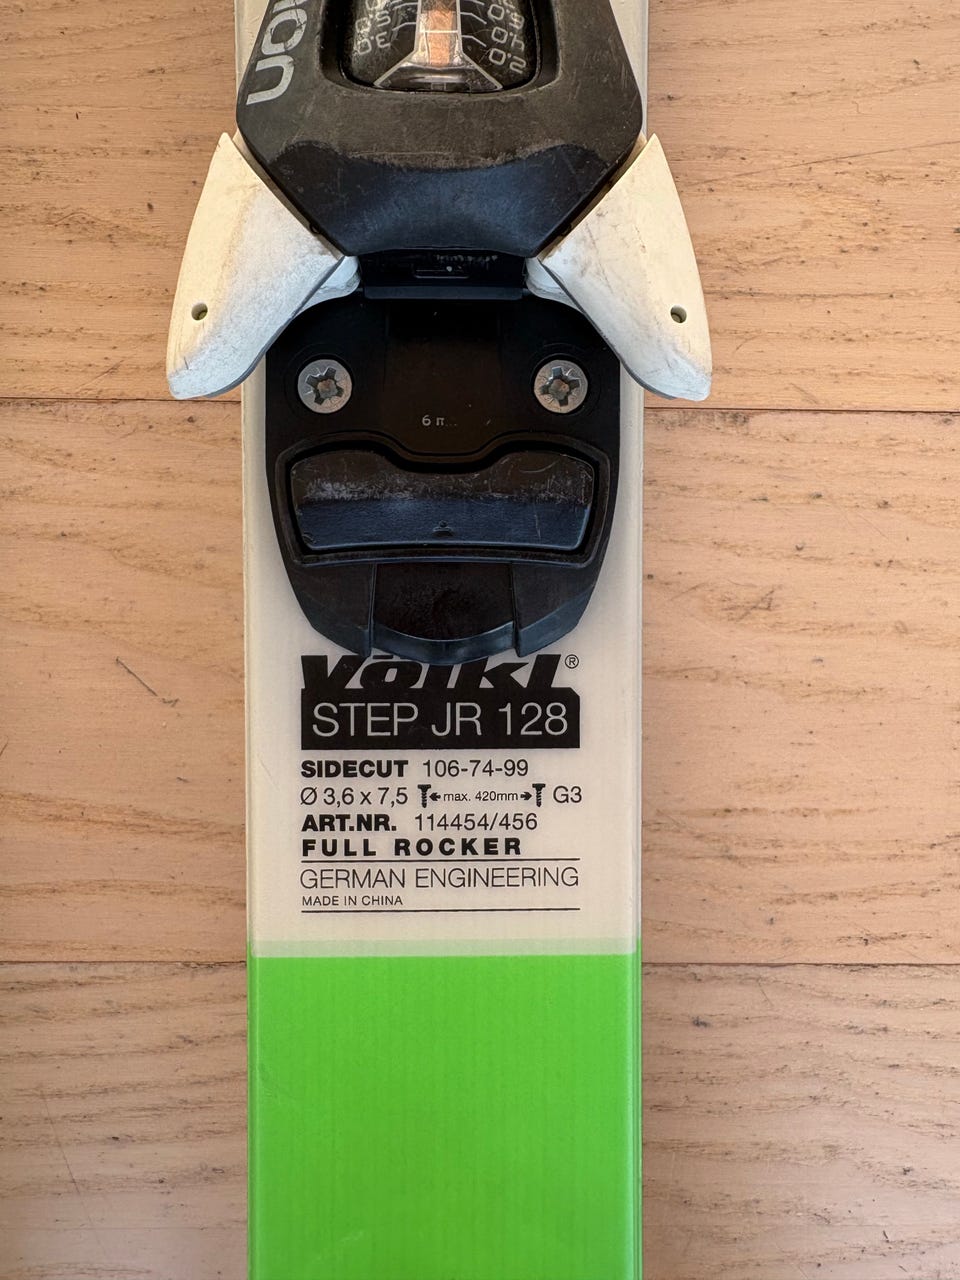 Völkl®
STEP JR 128
SIDECUT 106-74-99
Ø 3,6 x 7,5 max. 420mm G3
ART.NR. 114454/456
FULL ROCKER
GERMAN ENGINEERING
MADE IN CHINA